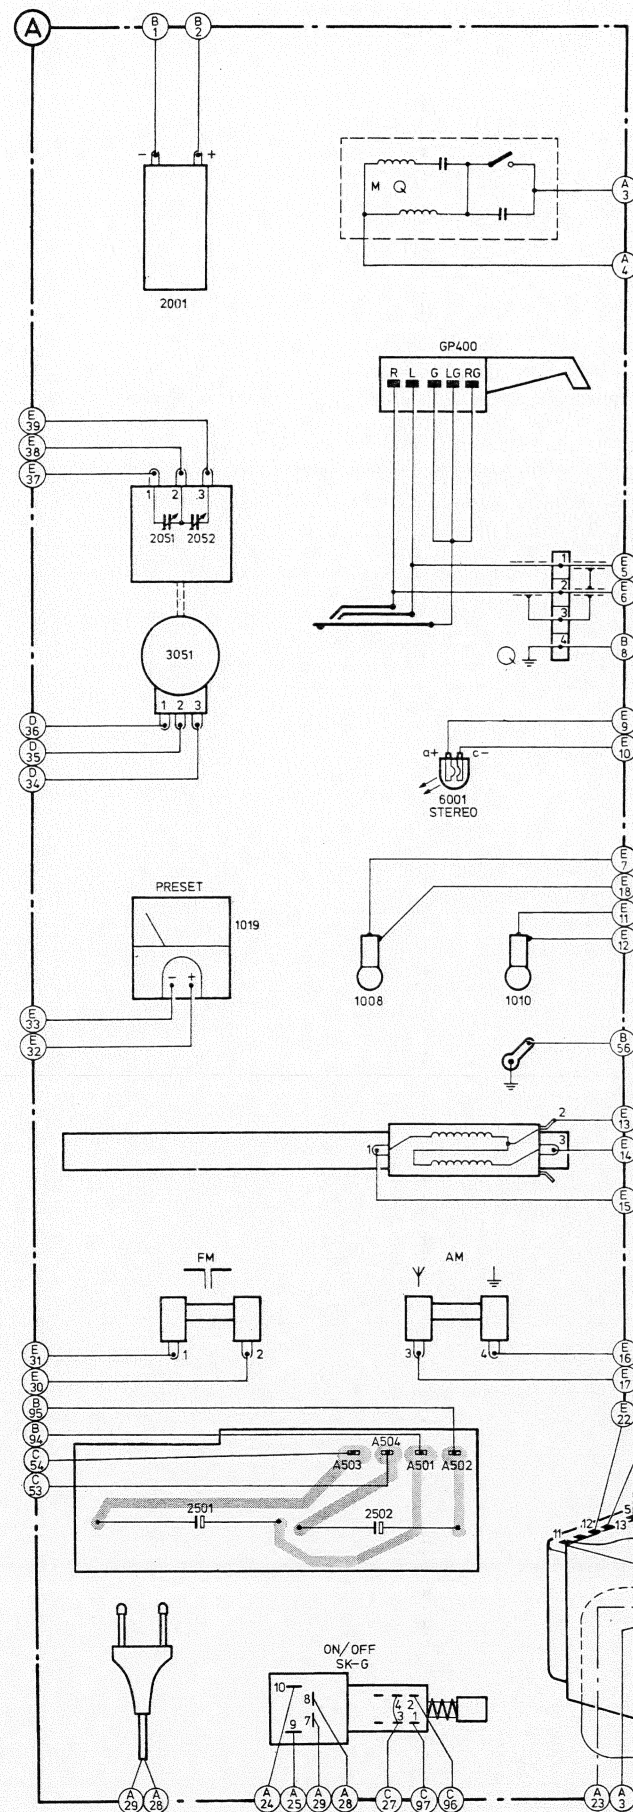 A
B 1
B 2
- +
2001
M Q
A 3
A 4
GP400
R L G LG RG
E 39
E 38
E 37
1 2 3
2051 2052
3051
1 2 3
D 36
D 35
D 34
1
2
3
4
E 5
E 6
B 8
Q
E 9
E 10
a+ c-
6001
STEREO
E 7
E 18
E 11
E 12
1008
1010
PRESET
1019
- +
E 33
E 32
B 56
1
2
3
E 13
E 14
E 15
FM
AM
1 2
3 4
E 31
E 30
B 95
B 94
C 54
C 53
E 16
E 17
E 22
A503
A504
A501
A502
2501
2502
11
12
13
5
ON/OFF
SK-G
10
8
9
7
4 2
3 1
A 29
A 28
A 24
A 25
A 29
A 28
C 27
C 97
C 96
A 23
A 3